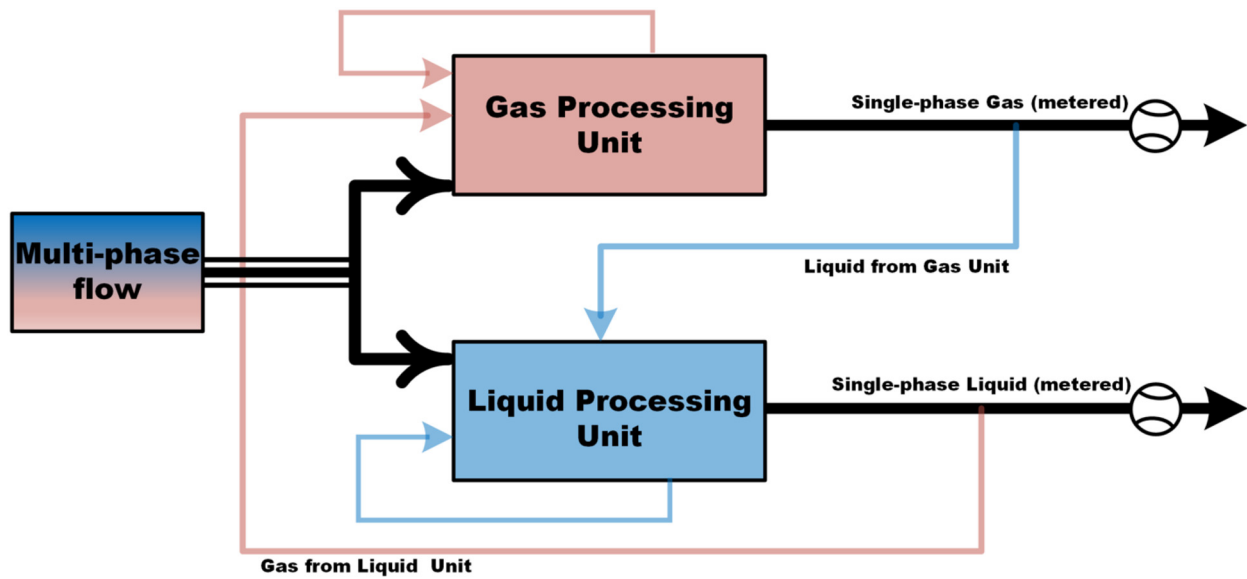 Gas Processing
Unit
Single-phase Gas (metered)
Multi-phase
flow
Liquid from Gas Unit
Liquid Processing
Unit
Single-phase Liquid (metered)
Gas from Liquid Unit